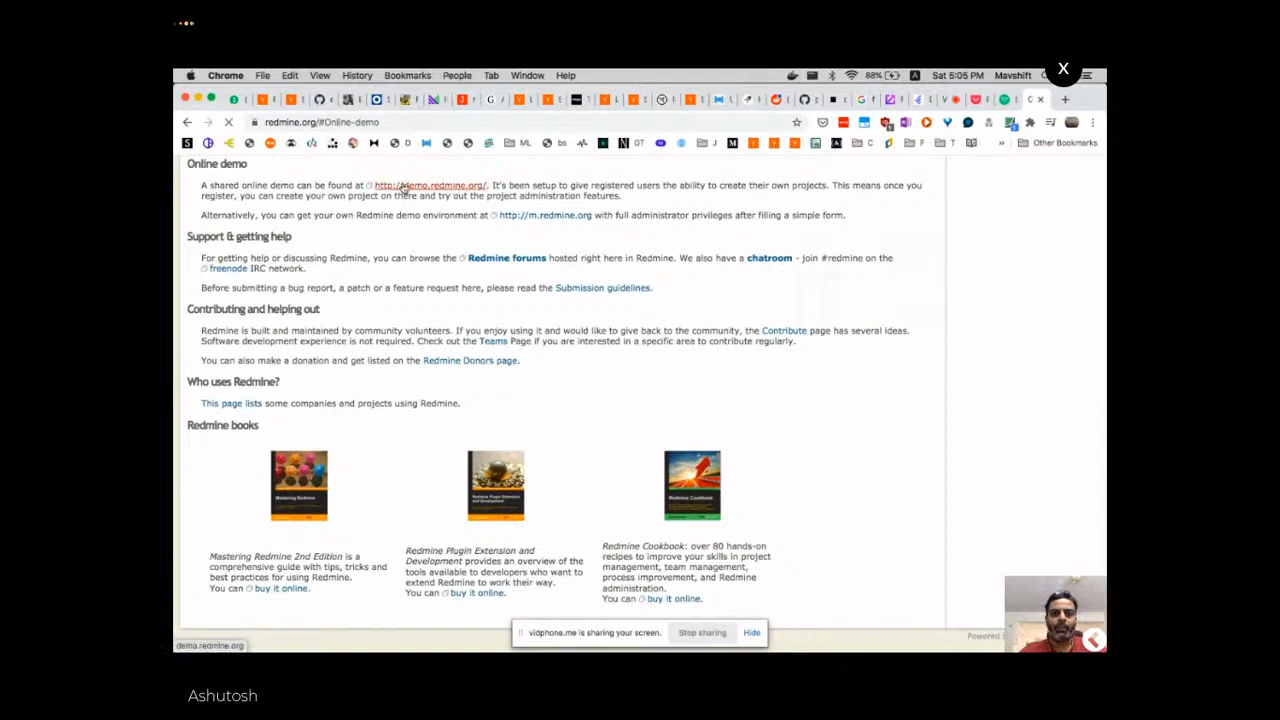 X
Chrome File Edit View History Bookmarks People Tab Window Help 88% Sat 5:05 PM Mavshift
redmine.org/#Online-demo
D ML bs GT J M A C F T » Other Bookmarks
Online demo
A shared online demo can be found at http://demo.redmine.org/. It's been setup to give registered users the ability to create their own projects. This means once you
register, you can create your own project on there and try out the project administration features.
Alternatively, you can get your own Redmine demo environment at http://m.redmine.org with full administrator privileges after filling a simple form.
Support & getting help
For getting help or discussing Redmine, you can browse the Redmine forums hosted right here in Redmine. We also have a chatroom - join #redmine on the
freenode IRC network.
Before submitting a bug report, a patch or a feature request here, please read the Submission guidelines.
Contributing and helping out
Redmine is built and maintained by community volunteers. If you enjoy using it and would like to give back to the community, the Contribute page has several ideas.
Software development experience is not required. Check out the Teams Page if you are interested in a specific area to contribute regularly.
You can also make a donation and get listed on the Redmine Donors page.
Who uses Redmine?
This page lists some companies and projects using Redmine.
Redmine books
Mastering Redmine
Redmine Plugin Extension and Development
Redmine Cookbook
Mastering Redmine 2nd Edition is a
comprehensive guide with tips, tricks and
best practices for using Redmine.
You can buy it online.
Redmine Plugin Extension and
Development provides an overview of the
tools available to developers who want to
extend Redmine to work their way.
You can buy it online.
Redmine Cookbook: over 80 hands-on
recipes to improve your skills in project
management, team management,
process improvement, and Redmine
administration.
You can buy it online.
vidphone.me is sharing your screen. Stop sharing Hide
Powered
demo.redmine.org
Ashutosh